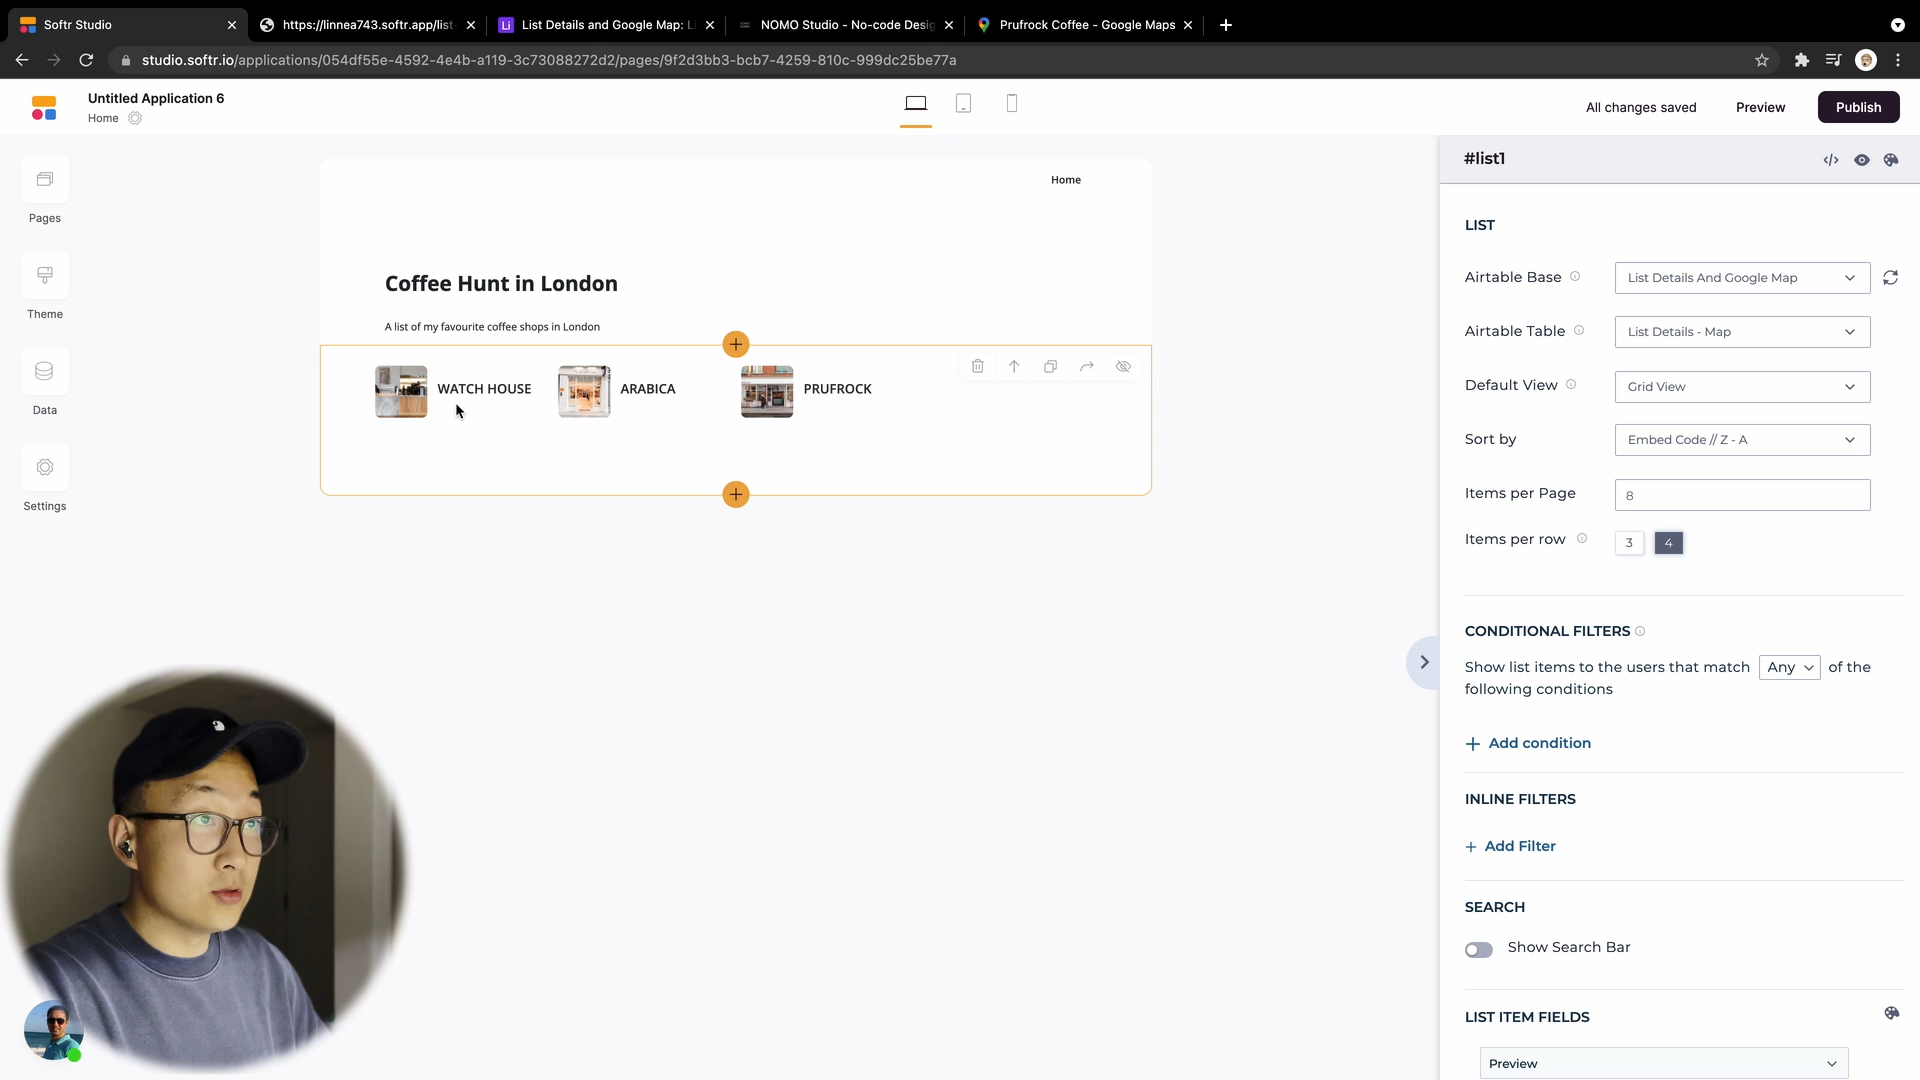 Softr Studio
https://linnea743.softr.app/list-
Li
List Details and Google Map: L
NOMO Studio - No-code Desig
Prufrock Coffee - Google Maps
studio.softr.io/applications/054df55e-4592-4e4b-a119-3c73088272d2/pages/9f2d3bb3-bcb7-4259-810c-999dc25be77a
Untitled Application 6
Home
All changes saved
Preview
Publish
Pages
Theme
Data
Settings
Home
Coffee Hunt in London
A list of my favourite coffee shops in London
WATCH HOUSE
ARABICA
PRUFROCK
#list1
LIST
Airtable Base
List Details And Google Map
Airtable Table
List Details - Map
Default View
Grid View
Sort by
Embed Code // Z - A
Items per Page
8
Items per row
3
4
CONDITIONAL FILTERS
Show list items to the users that match Any of the
following conditions
+ Add condition
INLINE FILTERS
+ Add Filter
SEARCH
Show Search Bar
LIST ITEM FIELDS
Preview